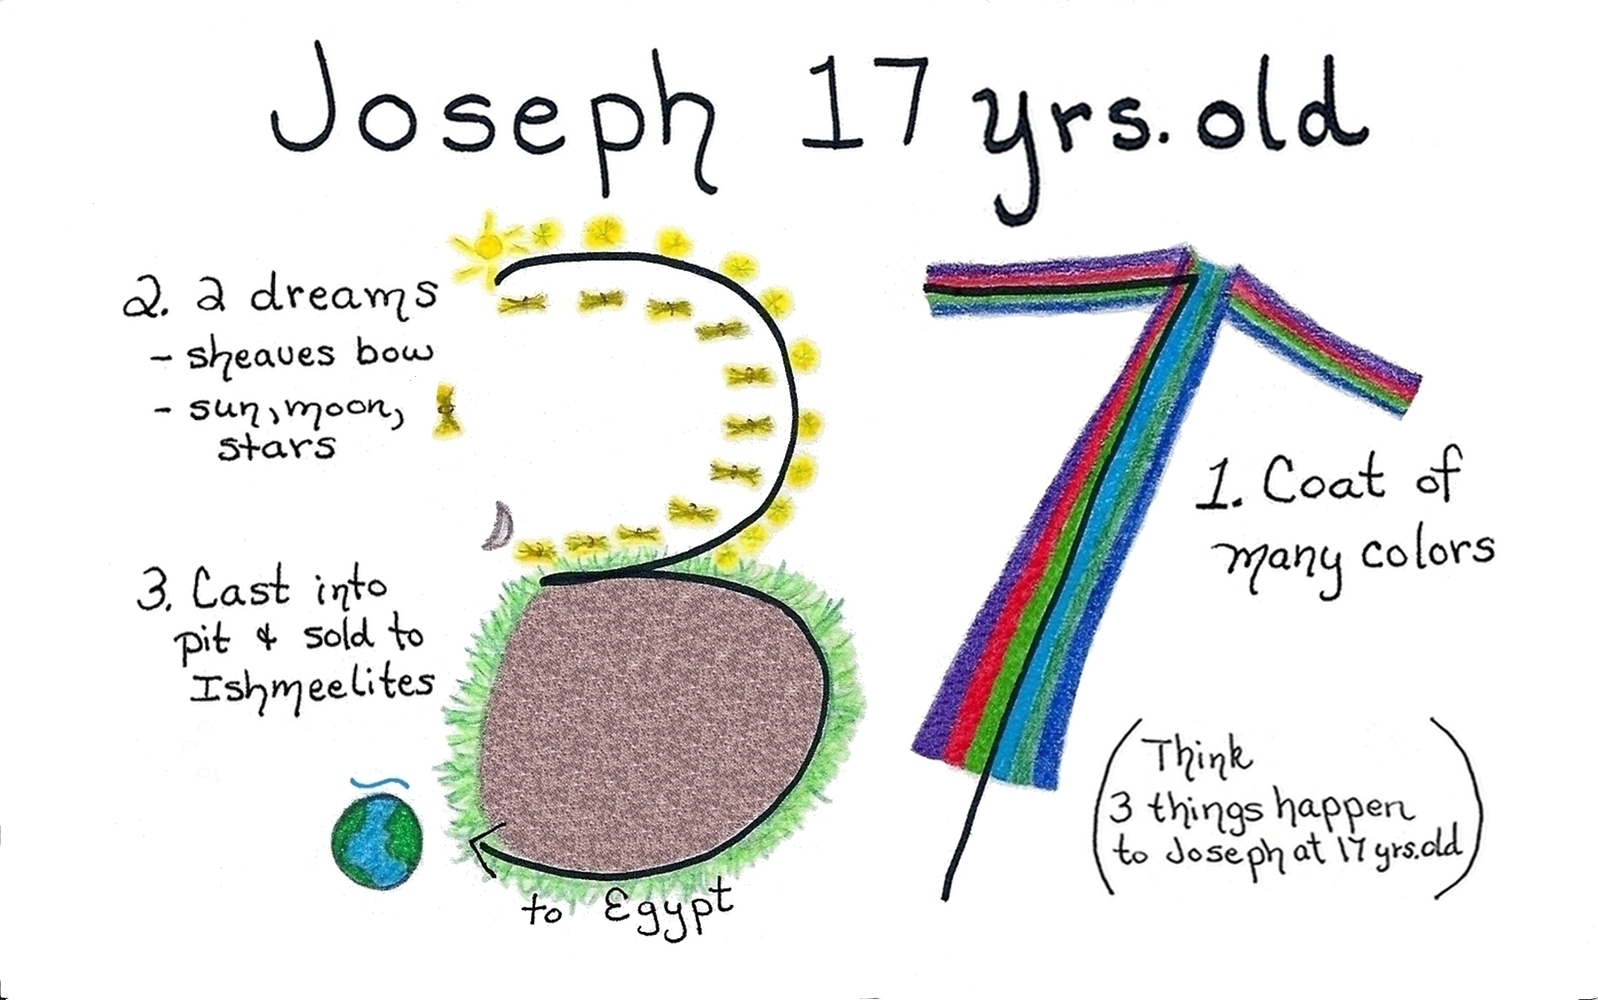 Joseph 17 yrs. old
2. 2 dreams
- sheaves bow
- sun, moon,
stars
3. Cast into
pit & sold to
Ishmeelites
to Egypt
37
1. Coat of
many colors
(Think
3 things happen
to Joseph at 17 yrs. old)